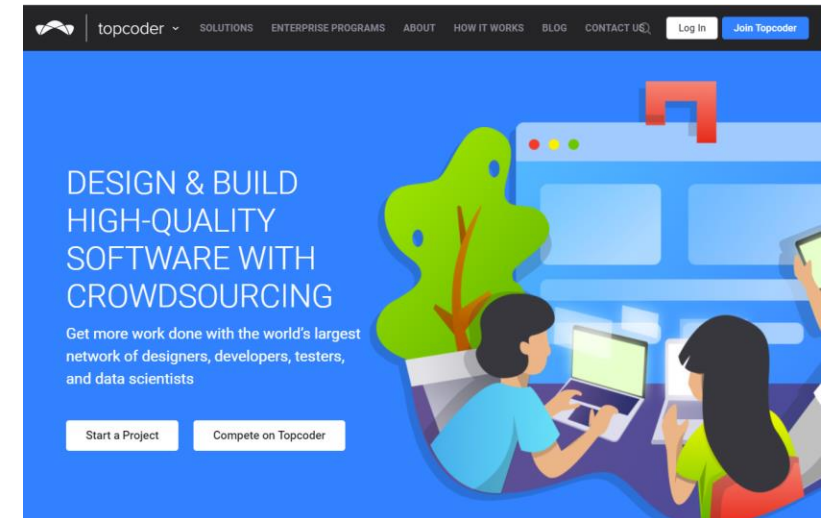 topcoder SOLUTIONS ENTERPRISE PROGRAMS ABOUT HOW IT WORKS BLOG CONTACT US Log In Join Topcoder
DESIGN & BUILD
HIGH-QUALITY
SOFTWARE WITH
CROWDSOURCING
Get more work done with the world's largest
network of designers, developers, testers,
and data scientists
Start a Project Compete on Topcoder